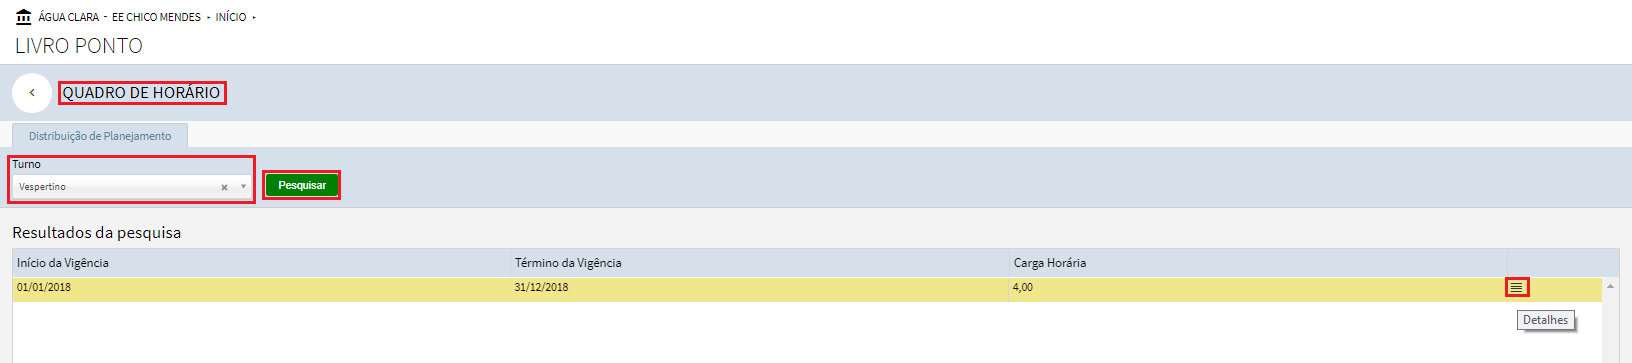 ÁGUA CLARA - EE CHICO MENDES ▸ INÍCIO ▸
LIVRO PONTO
QUADRO DE HORÁRIO
Distribuição de Planejamento
Turno
Vespertino
Pesquisar
Resultados da pesquisa
Início da Vigência Término da Vigência Carga Horária
01/01/2018 31/12/2018 4,00
Detalhes